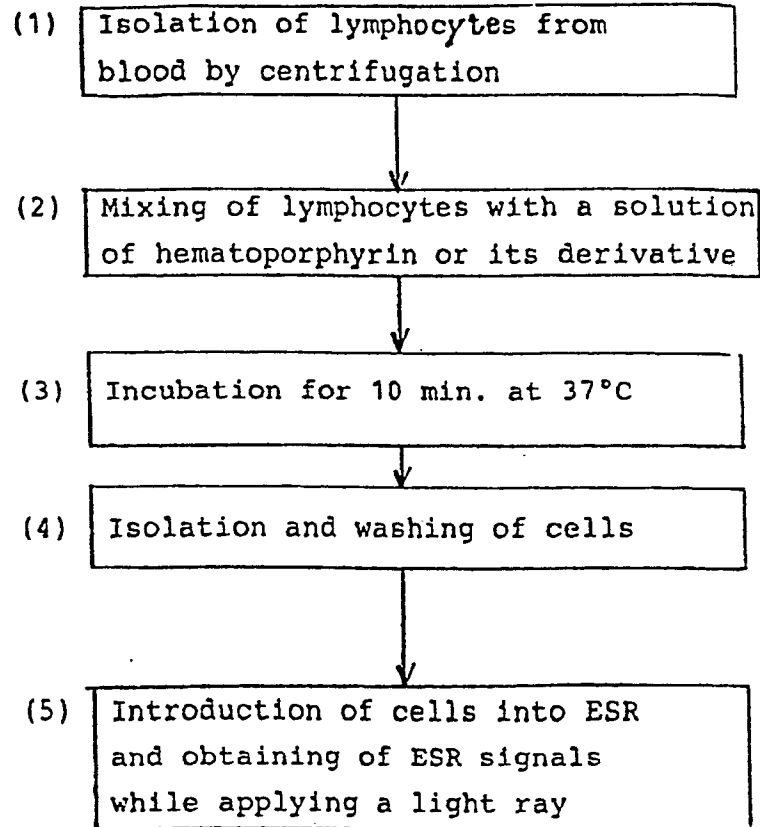 (1) Isolation of lymphocytes from
blood by centrifugation
(2) Mixing of lymphocytes with a solution
of hematoporphyrin or its derivative
(3) Incubation for 10 min. at 37°C
(4) Isolation and washing of cells
(5) Introduction of cells into ESR
and obtaining of ESR signals
while applying a light ray